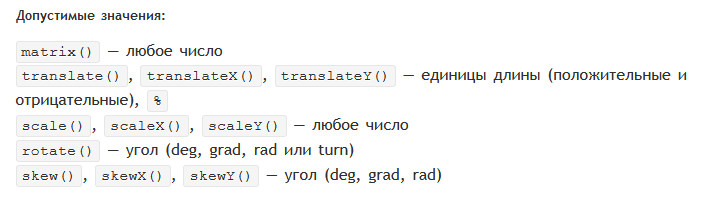 Допустимые значения:
matrix() — любое число
translate(), translateX(), translateY() — единицы длины (положительные и
отрицательные), %
scale(), scaleX(), scaleY() — любое число
rotate() — угол (deg, grad, rad или turn)
skew(), skewX(), skewY() — угол (deg, grad, rad)